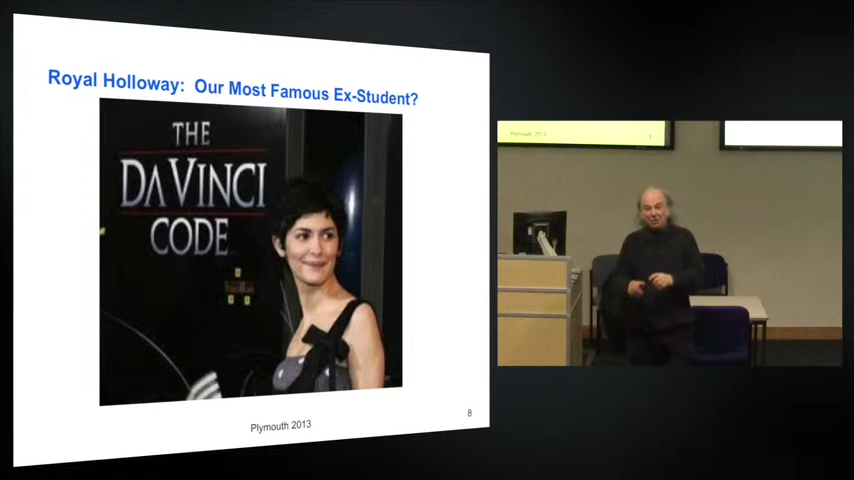 Royal Holloway: Our Most Famous Ex-Student?
THE
DA VINCI
CODE
Plymouth 2013
8
Plymouth 2013